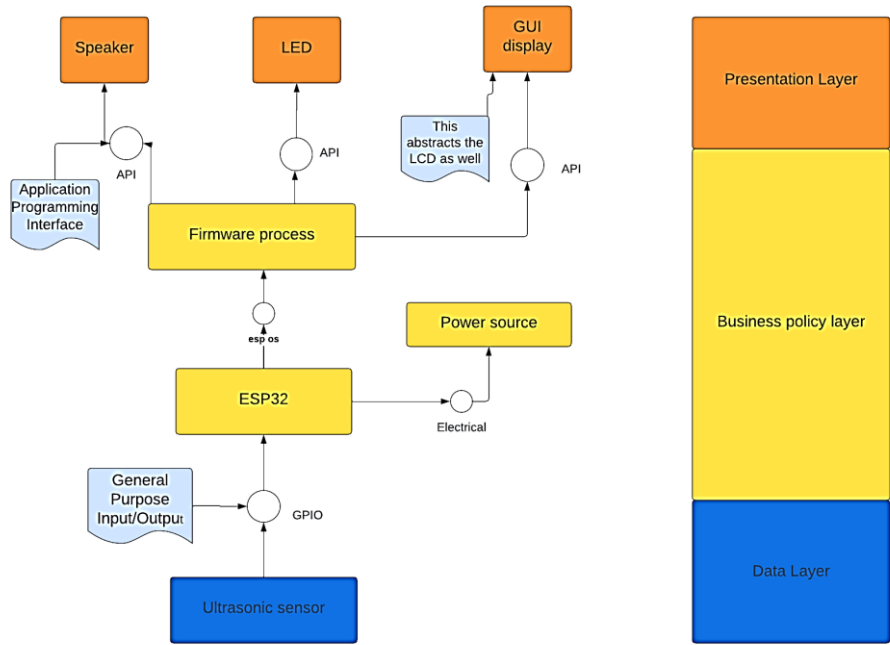 Speaker
LED
GUI
display
Presentation Layer
This
abstracts the
LCD as well
API
API
API
Application
Programming
Interface
Firmware process
esp os
Power source
Business policy layer
ESP32
Electrical
General
Purpose
Input/Output
GPIO
Ultrasonic sensor
Data Layer